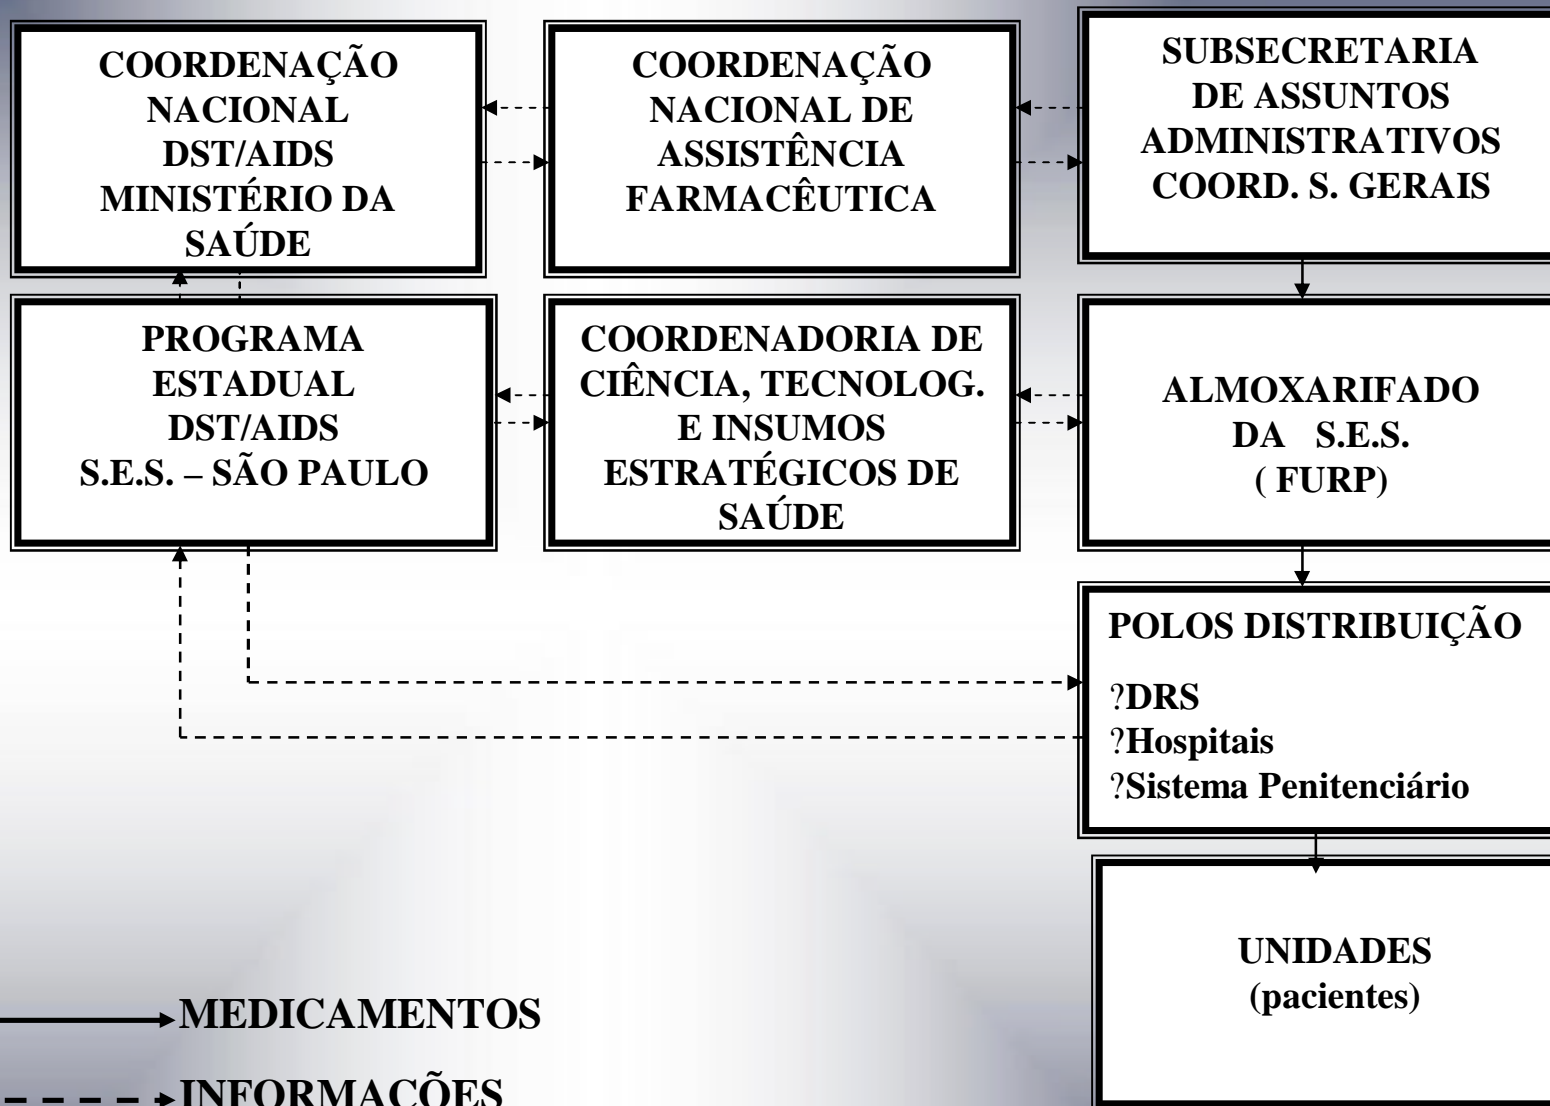 COORDENAÇÃO
NACIONAL
DST/AIDS
MINISTÉRIO DA
SAÚDE
COORDENAÇÃO
NACIONAL DE
ASSISTÊNCIA
FARMACÊUTICA
SUBSECRETARIA
DE ASSUNTOS
ADMINISTRATIVOS
COORD. S. GERAIS
PROGRAMA
ESTADUAL
DST/AIDS
S.E.S. – SÃO PAULO
COORDENADORIA DE
CIÊNCIA, TECNOLOG.
E INSUMOS
ESTRATÉGICOS DE
SAÚDE
ALMOXARIFADO
DA S.E.S.
( FURP)
POLOS DISTRIBUIÇÃO
?DRS
?Hospitais
?Sistema Penitenciário
UNIDADES
(pacientes)
MEDICAMENTOS
INFORMAÇÕES